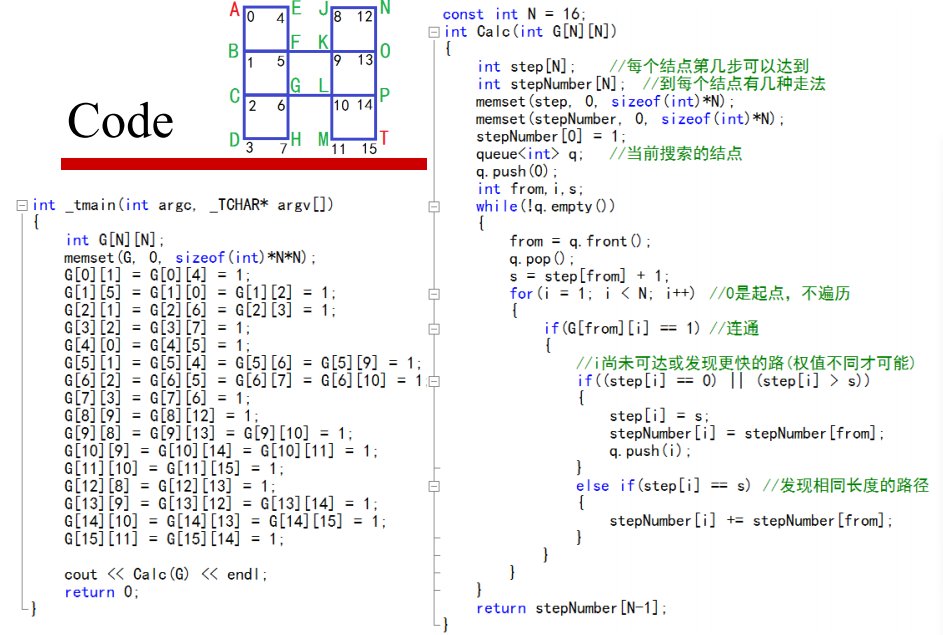 A E J N
0 4 8 12
B F K O
1 5 9 13
C G L P
2 6 10 14
D H M T
3 7 11 15
Code
int _tmain(int argc, _TCHAR* argv[])
{
int G[N][N];
memset(G, 0, sizeof(int)*N*N);
G[0][1] = G[0][4] = 1;
G[1][5] = G[1][0] = G[1][2] = 1;
G[2][1] = G[2][6] = G[2][3] = 1;
G[3][2] = G[3][7] = 1;
G[4][0] = G[4][5] = 1;
G[5][1] = G[5][4] = G[5][6] = G[5][9] = 1;
G[6][2] = G[6][5] = G[6][7] = G[6][10] = 1
G[7][3] = G[7][6] = 1;
G[8][9] = G[8][12] = 1;
G[9][8] = G[9][13] = G[9][10] = 1;
G[10][9] = G[10][14] = G[10][11] = 1;
G[11][10] = G[11][15] = 1;
G[12][8] = G[12][13] = 1;
G[13][9] = G[13][12] = G[13][14] = 1;
G[14][10] = G[14][13] = G[14][15] = 1;
G[15][11] = G[15][14] = 1;
cout << Calc(G) << endl;
return 0;
}
const int N = 16;
int Calc(int G[N][N])
{
int step[N]; //每个结点第几步可以达到
int stepNumber[N]; //到每个结点有几种走法
memset(step, 0, sizeof(int)*N);
memset(stepNumber, 0, sizeof(int)*N);
stepNumber[0] = 1;
queue<int> q; //当前搜索的结点
q.push(0);
int from,i,s;
while(!q.empty())
{
from = q.front();
q.pop();
s = step[from] + 1;
for(i = 1; i < N; i++) //0是起点，不遍历
{
if(G[from][i] == 1) //连通
{
//i尚未可达或发现更快的路(权值不同才可能)
if((step[i] == 0) || (step[i] > s))
{
step[i] = s;
stepNumber[i] = stepNumber[from];
q.push(i);
}
else if(step[i] == s) //发现相同长度的路径
{
stepNumber[i] += stepNumber[from];
}
}
}
}
return stepNumber[N-1];
}